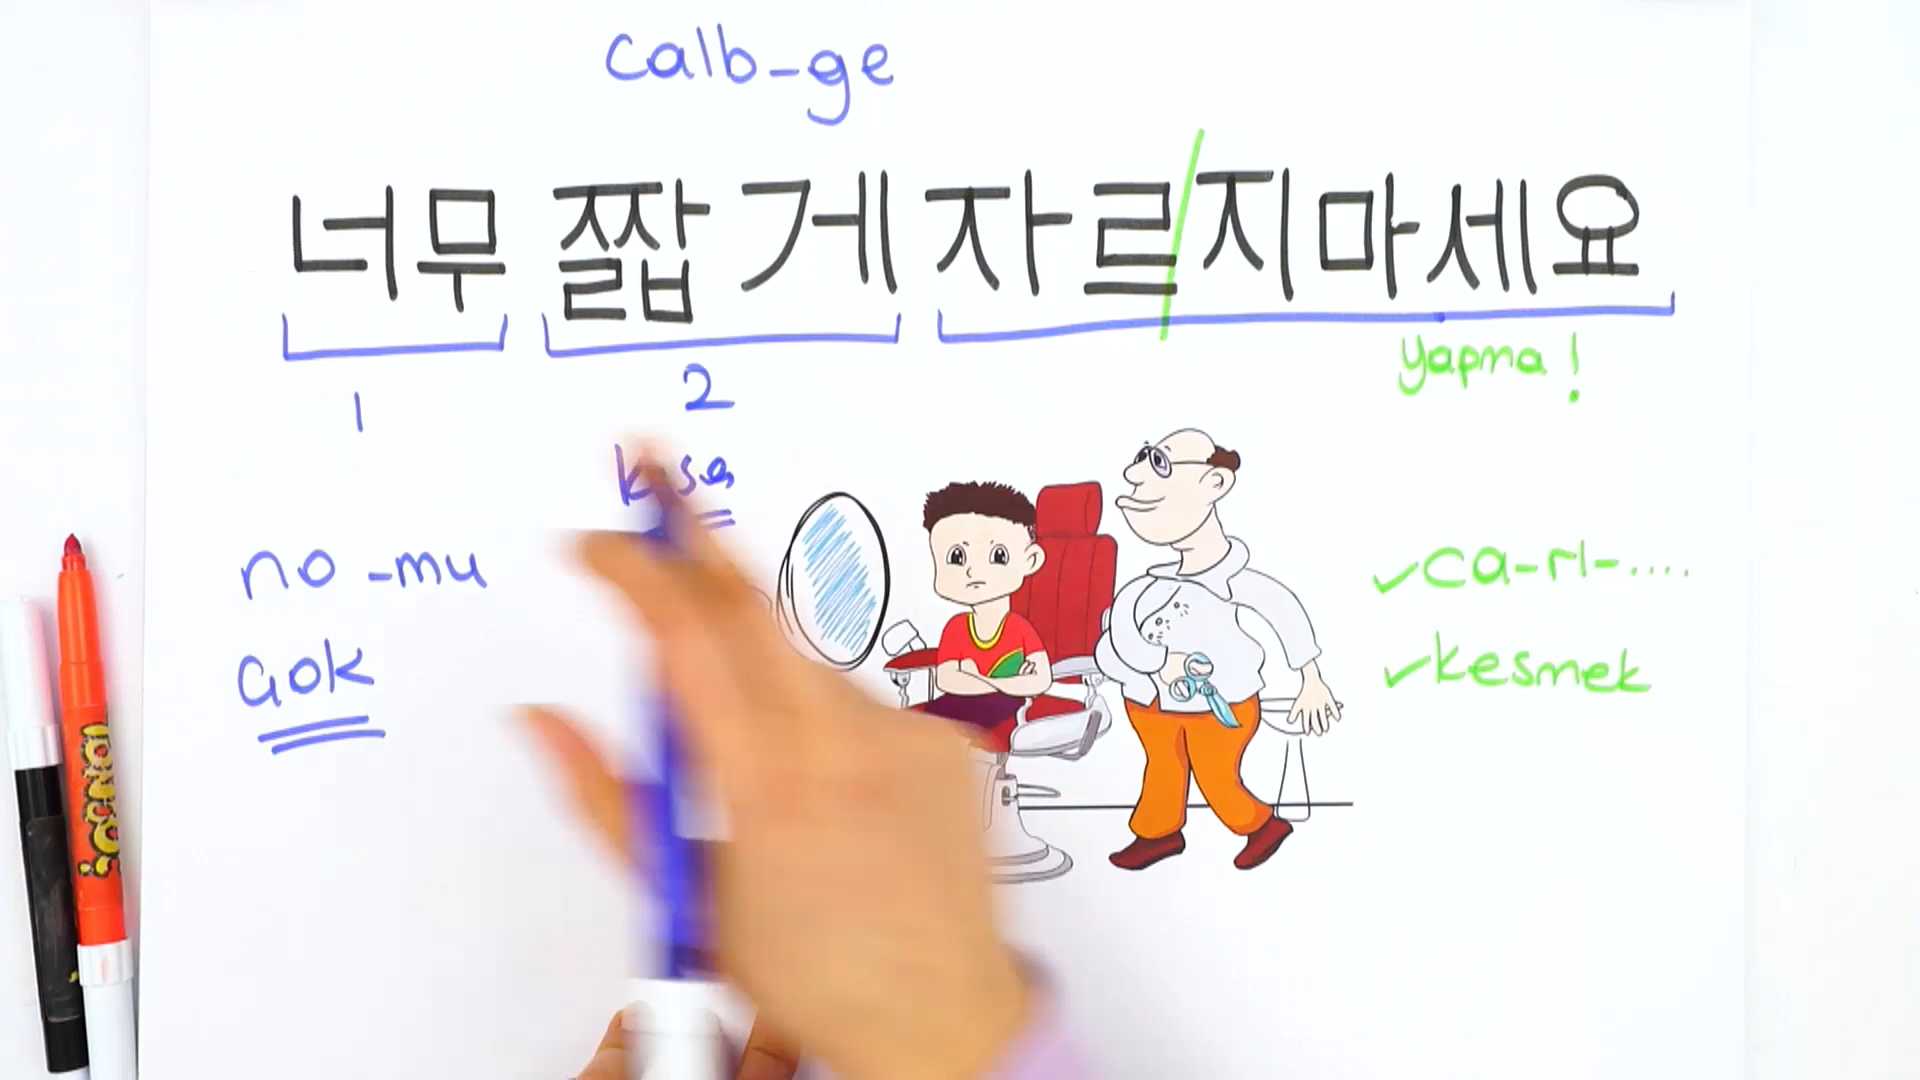 calb-ge
너무 짧게 자르/지마세요
yapma!
1
2
kısa
no-mu
Gok
✓ca-rı-....
✓kesmek